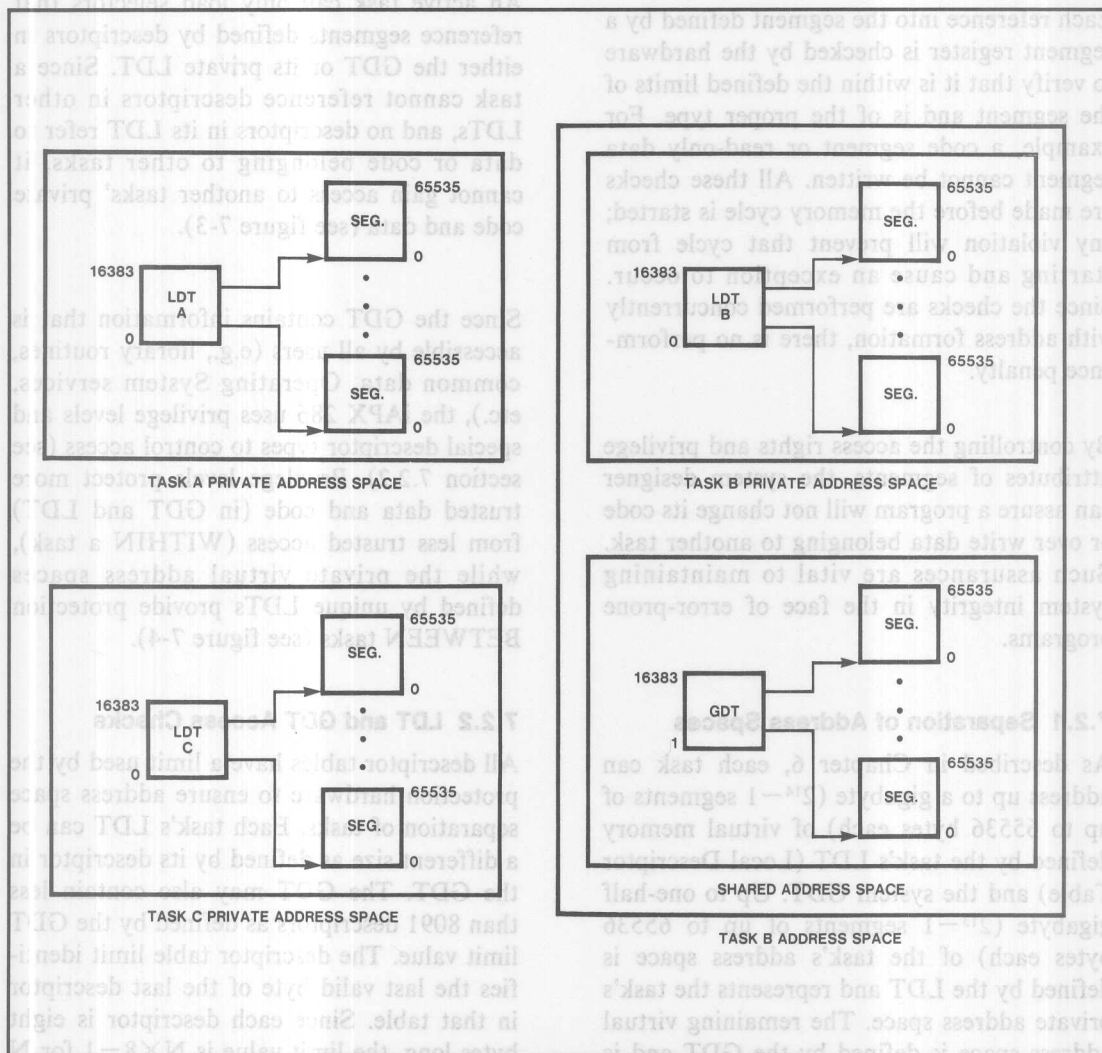 65535
SEG.
0
16383
LDT
A
0
65535
SEG.
0
TASK A PRIVATE ADDRESS SPACE
65535
SEG.
0
16383
LDT
B
0
65535
SEG.
0
TASK B PRIVATE ADDRESS SPACE
65535
SEG.
0
16383
LDT
C
0
65535
SEG.
0
TASK C PRIVATE ADDRESS SPACE
65535
SEG.
0
16383
GDT
1
65535
SEG.
0
SHARED ADDRESS SPACE
TASK B ADDRESS SPACE
An active task can only load selectors that
reference segments defined by descriptors in
either the GDT or its private LDT. Since a
task cannot reference descriptors in other
LDTs, and no descriptors in its LDT refer to
data or code belonging to other tasks, it
cannot gain access to another tasks' private
code and data (see figure 7-3).
Since the GDT contains information that is
accessible by all users (e.g., library routines,
common data, Operating System services,
etc.), the iAPX 286 uses privilege levels and
special descriptor types to control access (see
section 7.2.2). Privilege levels protect more
trusted data and code (in GDT and LDT)
from less trusted access (WITHIN a task),
while the private virtual address spaces
defined by unique LDTs provide protection
BETWEEN tasks (see figure 7-4).
7.2.2 LDT and GDT Access Checks
All descriptor tables have a limit used by the
protection hardware to ensure address space
separation of tasks. Each task's LDT can be
a different size as defined by its descriptor in
the GDT. The GDT may also contain less
than 8091 descriptors as defined by the GDT
limit value. The descriptor table limit identi-
fies the last valid byte of the last descriptor
in that table. Since each descriptor is eight
bytes long, the limit value is N×8−1 for N
Each reference into the segment defined by a
segment register is checked by the hardware
to verify that it is within the defined limits of
the segment and is of the proper type. For
example, a code segment or read-only data
segment cannot be written. All these checks
are made before the memory cycle is started;
any violation will prevent that cycle from
starting and cause an exception to occur.
Since the checks are performed concurrently
with address formation, there is no perform-
ance penalty.
By controlling the access rights and privilege
attributes of segments, the system designer
can assure a program will not change its code
or over write data belonging to another task.
Such assurances are vital to maintaining
system integrity in the face of error-prone
programs.
7.2.1 Separation of Address Spaces
As described in Chapter 6, each task can
address up to a gigabyte (2¹⁴−1 segments of
up to 65536 bytes each) of virtual memory
defined by the task's LDT (Local Descriptor
Table) and the system GDT. Up to one-half
gigabyte (2¹³−1 segments of up to 65536
bytes each) of the task's address space is
defined by the LDT and represents the task's
private address space. The remaining virtual
address space is defined by the GDT and is